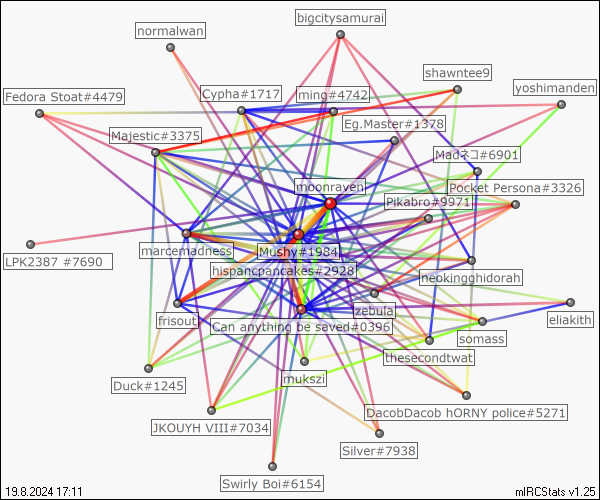 bigcitysamurai
normalwan
shawntee9
yoshimanden
Fedora Stoat#4479
Cypha#1717
ming#4742
Eg.Master#1378
Majestic#3375
Madネコ#6901
moonraven
Pocket Persona#3326
Pikabro#9971
marcemadness
Mushy#1984
LPK2387 #7690
hispancpancakes#2928
neokingghidorah
zebula
frisout
Can anything be saved#0396
eliakith
somass
thesecondtwat
mukszi
Duck#1245
DacobDacob hORNY police#5271
JKOUYH VIII#7034
Silver#7938
Swirly Boi#6154
19.8.2024 17:11
mIRCStats v1.25